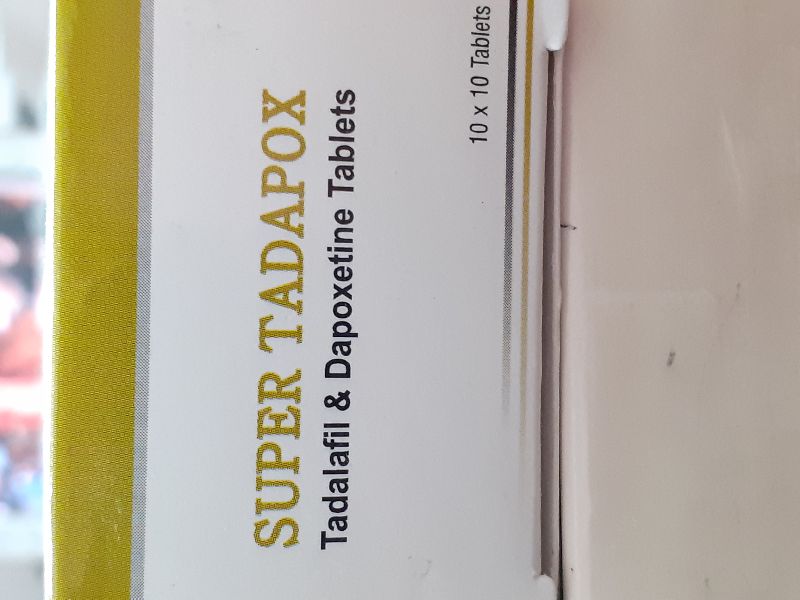 SUPER TADAPOX
Tadalafil & Dapoxetine Tablets
10 x 10 Tablets